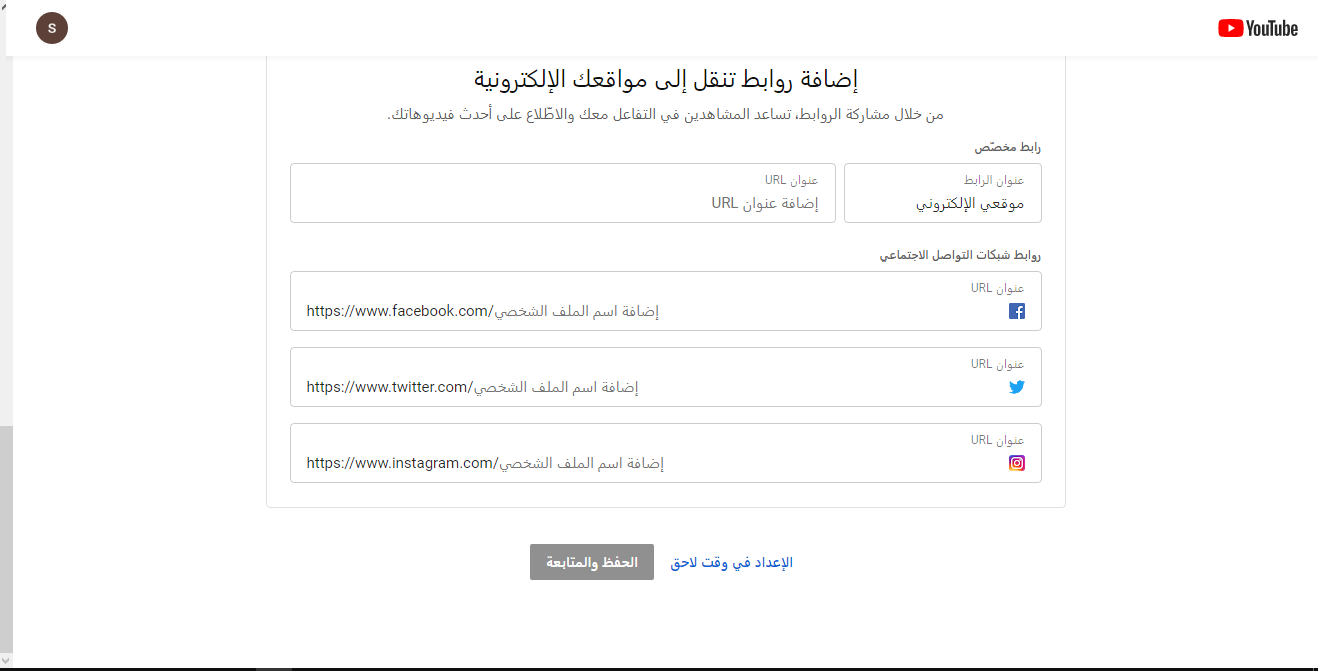 YouTube
S
إضافة روابط تنقل إلى مواقعك الإلكترونية
من خلال مشاركة الروابط، تساعد المشاهدين في التفاعل معك والاطّلاع على أحدث فيديوهاتك.
رابط مخصّص
عنوان الرابط
موقعي الإلكتروني
عنوان URL
إضافة عنوان URL
روابط شبكات التواصل الاجتماعي
عنوان URL
https://www.facebook.com/إضافة اسم الملف الشخصي
عنوان URL
https://www.twitter.com/إضافة اسم الملف الشخصي
عنوان URL
https://www.instagram.com/إضافة اسم الملف الشخصي
الإعداد في وقت لاحق
الحفظ والمتابعة